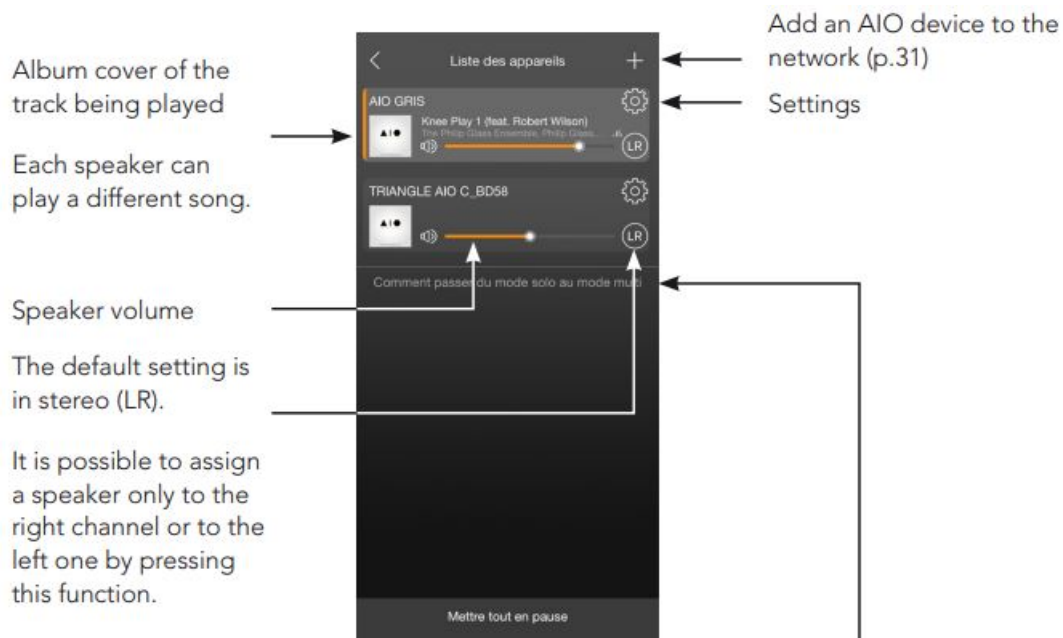 Album cover of the
track being played
Each speaker can
play a different song.
Speaker volume
The default setting is
in stereo (LR).
It is possible to assign
a speaker only to the
right channel or to the
left one by pressing
this function.
Liste des appareils
AIO GRIS
Knee Play 1 (feat. Robert Wilson)
The Philip Glass Ensemble, Philip Glass...
LR
TRIANGLE AIO C_BD58
LR
Comment passer du mode solo au mode multi
Mettre tout en pause
Add an AIO device to the
network (p.31)
Settings